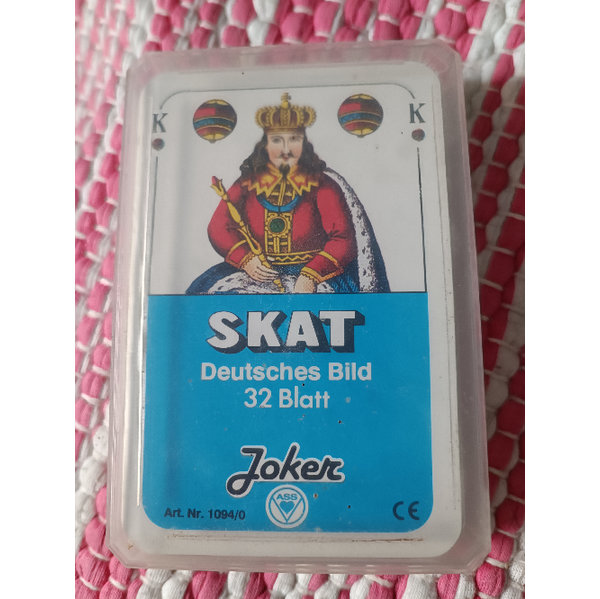 K K
SKAT
Deutsches Bild
32 Blatt
Joker
ASS
Art. Nr. 1094/0 CE